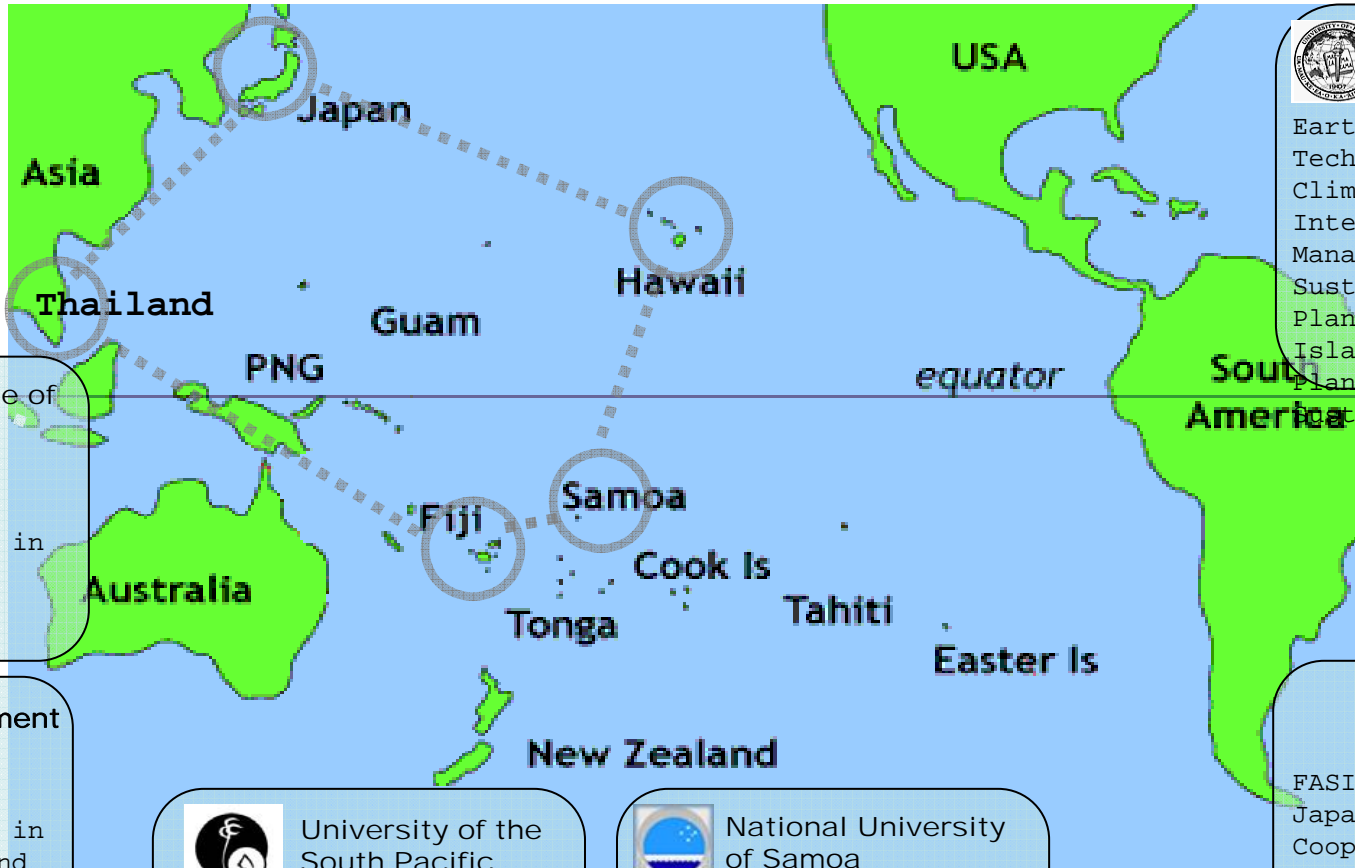 USA
Japan
Asia
Hawaii
Thailand
Guam
PNG
equator
South
America
Samoa
Fiji
Cook Is
Australia
Tonga
Tahiti
Easter Is
New Zealand
Eart
Tech
Clim
Inte
Mana
Sust
Plan
Isla
Plan
e of
in
ment
in
nd
University of the
South Pacific
National University
of Samoa
FASI
Japa
Coop